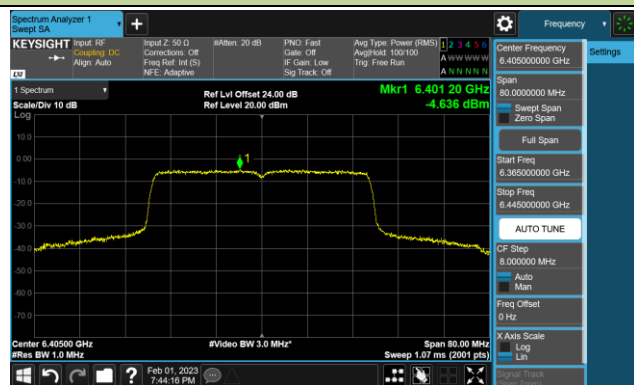 Spectrum Analyzer 1
Swept SA
Frequency
KEYSIGHT
Input: RF
Coupling: DC
Align: Auto
Input Z: 50 Ω
Corrections: Off
Freq Ref: Int (S)
NFE: Adaptive
#Atten: 20 dB
PNO: Fast
Gate: Off
IF Gain: Low
Sig Track: Off
Avg Type: Power (RMS)
Avg|Hold: 100/100
Trig: Free Run
1 2 3 4 5 6
A W W W W W
A N N N N N
LXI
1 Spectrum
Scale/Div 10 dB
Log
Ref Lvl Offset 24.00 dB
Ref Level 20.00 dBm
Mkr1 6.401 20 GHz
-4.636 dBm
10.0
0.00
-10.0
-20.0
-30.0
-40.0
-50.0
-60.0
-70.0
1
Center 6.40500 GHz
#Res BW 1.0 MHz
#Video BW 3.0 MHz*
Span 80.00 MHz
Sweep 1.07 ms (2001 pts)
Center Frequency
6.405000000 GHz
Span
80.0000000 MHz
Swept Span
Zero Span
Full Span
Start Freq
6.365000000 GHz
Stop Freq
6.445000000 GHz
AUTO TUNE
CF Step
8.000000 MHz
Auto
Man
Freq Offset
0 Hz
X Axis Scale
Log
Lin
Signal Track
Settings
Feb 01, 2023
7:44:16 PM